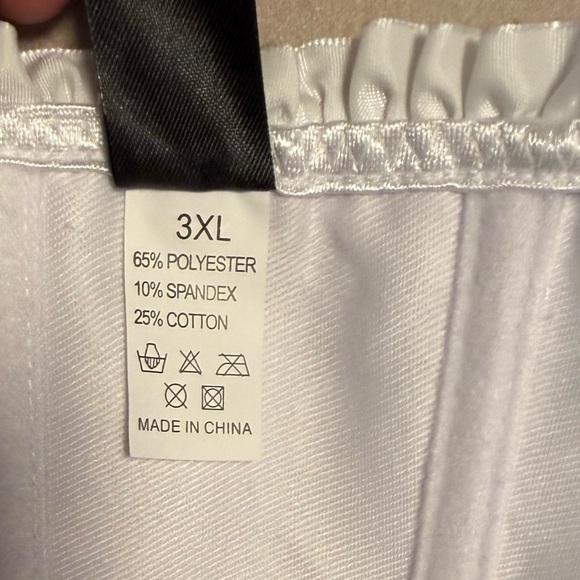 3XL
65% POLYESTER
10% SPANDEX
25% COTTON
MADE IN CHINA